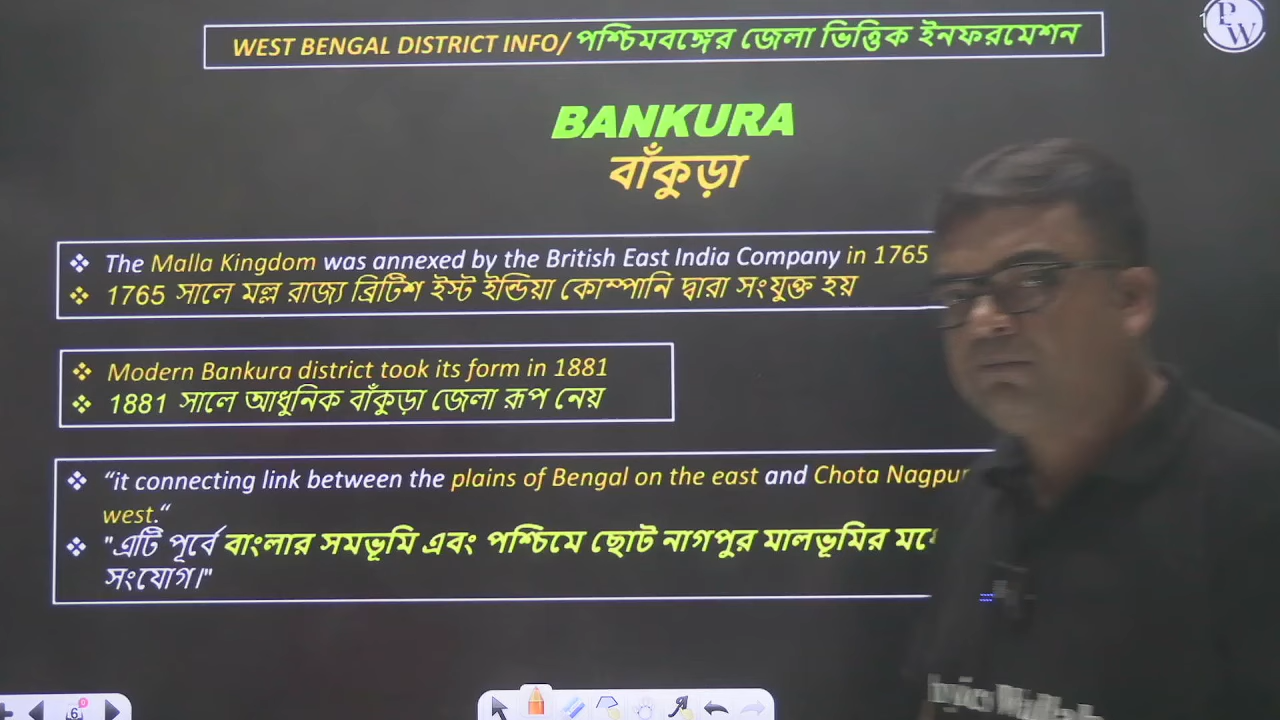 WEST BENGAL DISTRICT INFO/ পশ্চিমবঙ্গের জেলা ভিত্তিক ইনফরমেশন
PW
BANKURA
বাঁকুড়া
❖ The Malla Kingdom was annexed by the British East India Company in 1765
❖ 1765 সালে মল্ল রাজ্য ব্রিটিশ ইস্ট ইন্ডিয়া কোম্পানি দ্বারা সংযুক্ত হয়
❖ Modern Bankura district took its form in 1881
❖ 1881 সালে আধুনিক বাঁকুড়া জেলা রূপ নেয়
❖ “it connecting link between the plains of Bengal on the east and Chota Nagpur
west.“
❖ "এটি পূর্বে বাংলার সমভূমি এবং পশ্চিমে ছোট নাগপুর মালভূমির
সংযোগ।"
6